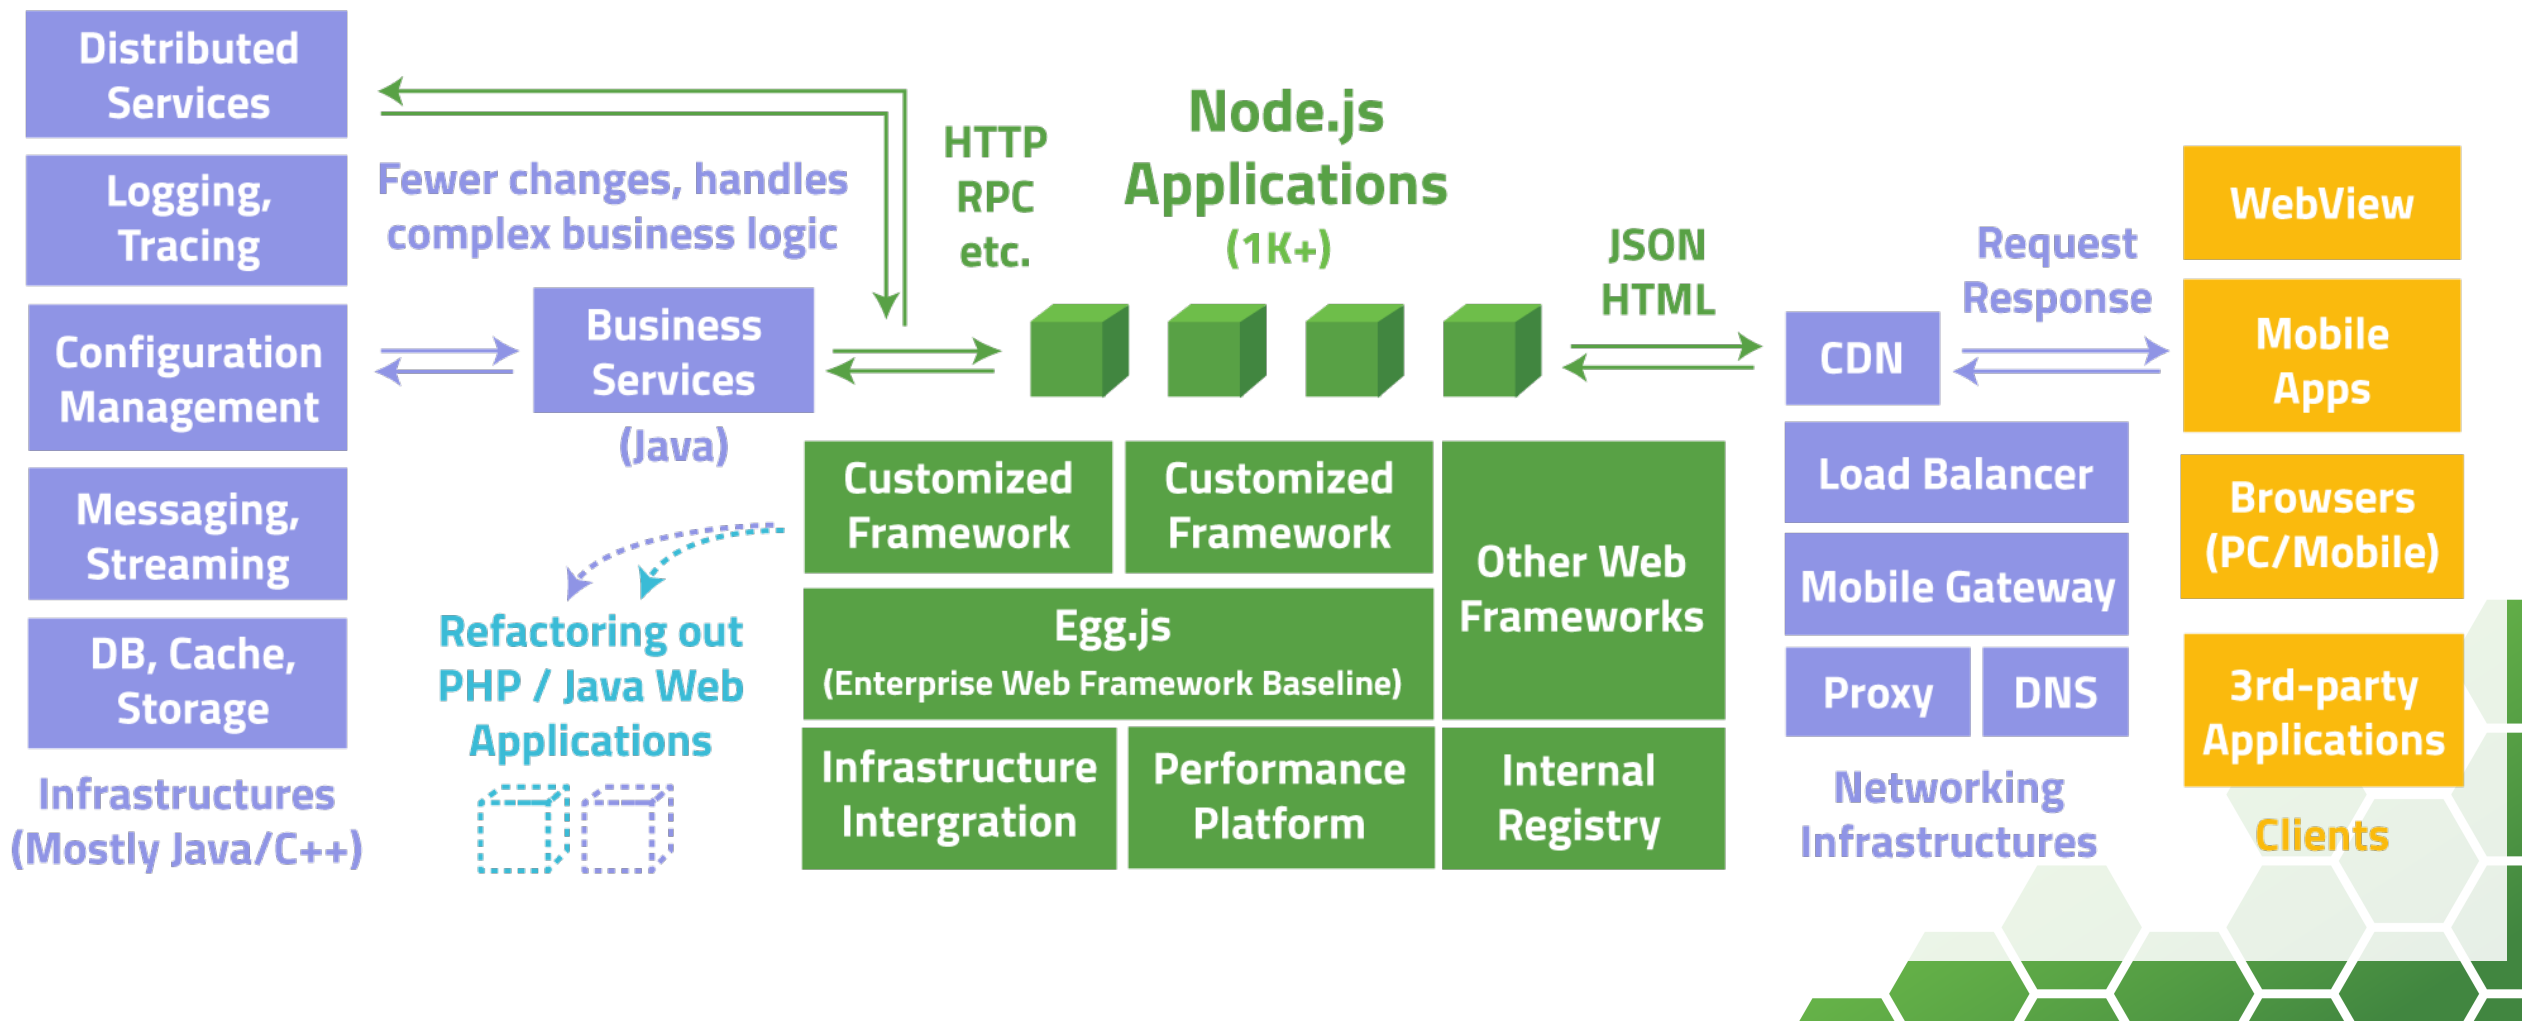 Distributed
Services
Logging,
Tracing
Configuration
Management
Messaging,
Streaming
DB, Cache,
Storage
Infrastructures
(Mostly Java/C++)
Fewer changes, handles
complex business logic
Business
Services
(Java)
Refactoring out
PHP / Java Web
Applications
HTTP
RPC
etc.
Node.js
Applications
(1K+)
Customized
Framework
Customized
Framework
Other Web
Frameworks
Egg.js
(Enterprise Web Framework Baseline)
Infrastructure
Intergration
Performance
Platform
Internal
Registry
JSON
HTML
CDN
Load Balancer
Mobile Gateway
Proxy
DNS
Networking
Infrastructures
Request
Response
WebView
Mobile
Apps
Browsers
(PC/Mobile)
3rd-party
Applications
Clients